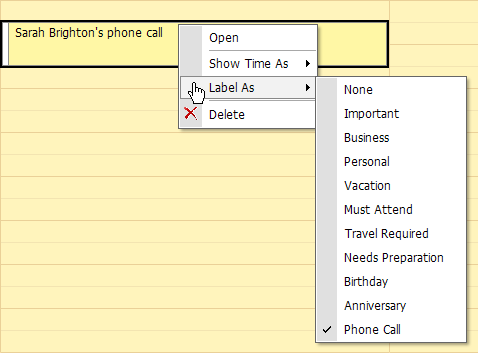 Sarah Brighton's phone call
Open
Show Time As
Label As
Delete
None
Important
Business
Personal
Vacation
Must Attend
Travel Required
Needs Preparation
Birthday
Anniversary
Phone Call